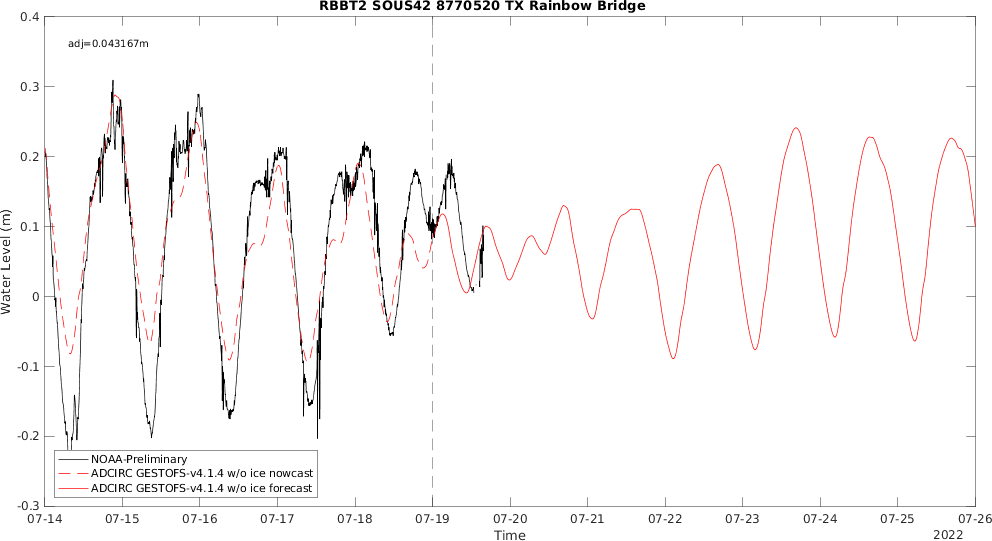 RBBT2 SOUS42 8770520 TX Rainbow Bridge
adj=0.043167m
Water Level (m)
0.4
0.3
0.2
0.1
0
-0.1
-0.2
-0.3
NOAA-Preliminary
ADCIRC GESTOFS-v4.1.4 w/o ice nowcast
ADCIRC GESTOFS-v4.1.4 w/o ice forecast
07-14 07-15 07-16 07-17 07-18 07-19 07-20 07-21 07-22 07-23 07-24 07-25 07-26
Time
2022